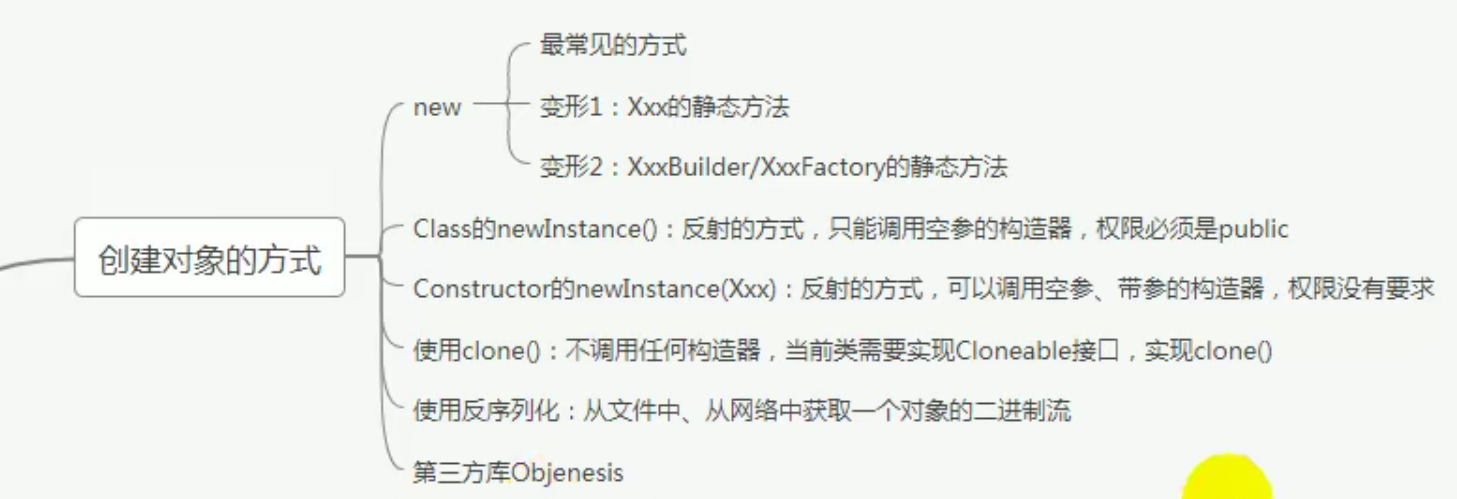 创建对象的方式
new
最常见的方式
变形1：Xxx的静态方法
变形2：XxxBuilder/XxxFactory的静态方法
Class的newInstance()：反射的方式，只能调用空参的构造器，权限必须是public
Constructor的newInstance(Xxx)：反射的方式，可以调用空参、带参的构造器，权限没有要求
使用clone()：不调用任何构造器，当前类需要实现Cloneable接口，实现clone()
使用反序列化：从文件中、从网络中获取一个对象的二进制流
第三方库Objenesis